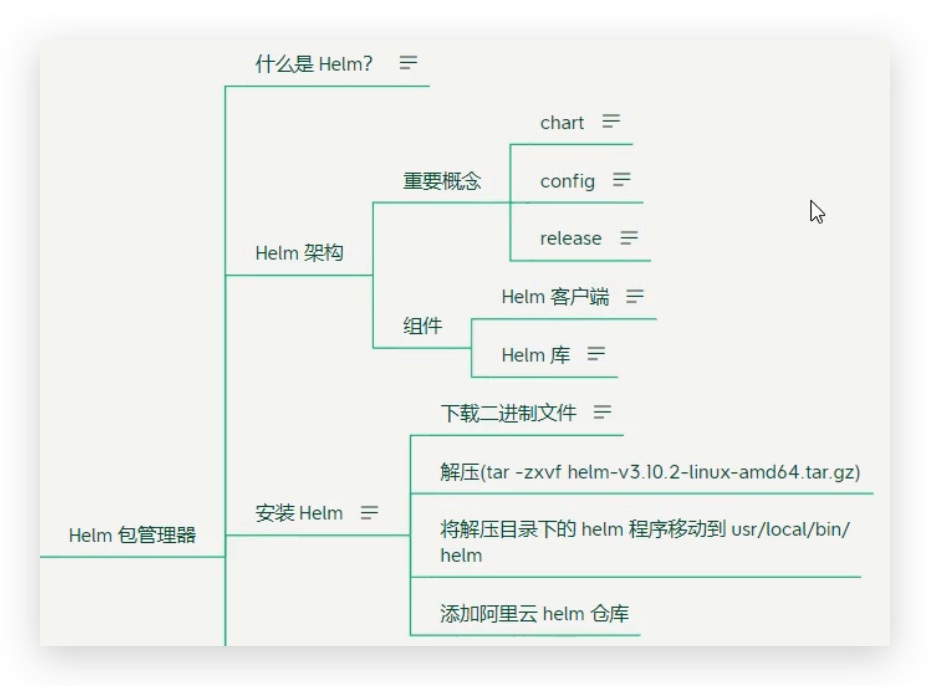 什么是 Helm?
chart
重要概念
config
release
Helm 架构
Helm 客户端
组件
Helm 库
下载二进制文件
解压(tar -zxvf helm-v3.10.2-linux-amd64.tar.gz)
安装 Helm
Helm 包管理器
将解压目录下的 helm 程序移动到 usr/local/bin/
helm
添加阿里云 helm 仓库